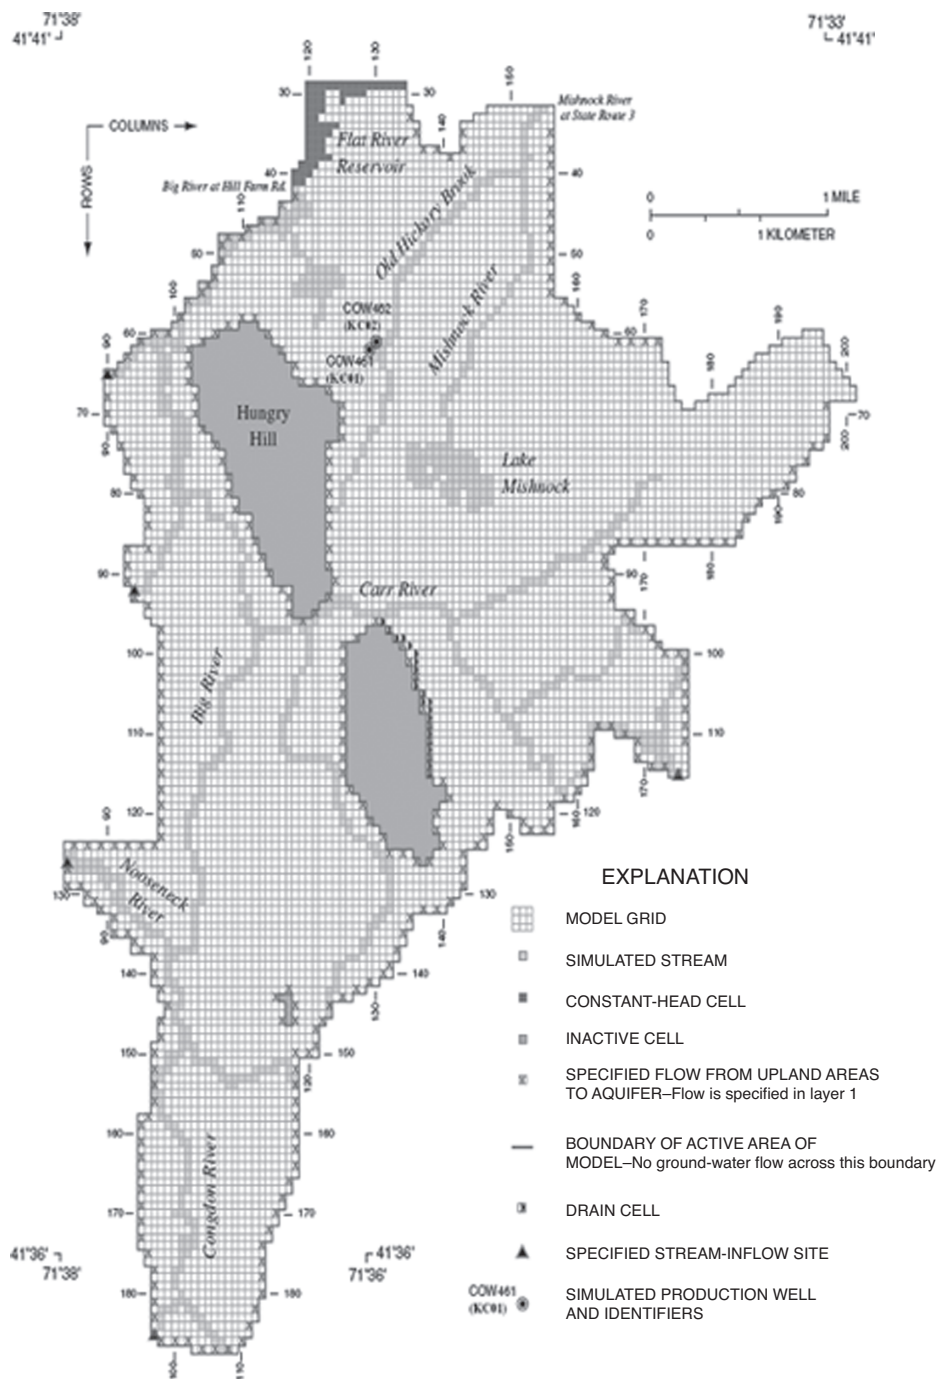 71°38'
41°41'
71°33'
41°41'
120
130
30
30
150
140
Mishnock River
at State Route 3
COLUMNS
ROWS
Flat River
Reservoir
40
40
Big River at Hill Farm Rd.
110
0
1 MILE
0
1 KILOMETER
Old Hickory Brook
50
50
Mishnock River
100
160
COW462
(KC02)
170
190
60
60
90
200
COW461
(KC01)
180
Hungry
Hill
70
70
90
200
Lake
Mishnock
80
80
190
90
90
170
180
Carr River
100
100
Big River
110
110
170
120
90
120
160
150
Nooseneck
River
130
130
90
140
140
140
130
150
150
120
160
160
Congdon River
170
170
41°36'
71°38'
41°36'
71°36'
180
180
100
110
EXPLANATION
MODEL GRID
SIMULATED STREAM
CONSTANT-HEAD CELL
INACTIVE CELL
SPECIFIED FLOW FROM UPLAND AREAS
TO AQUIFER–Flow is specified in layer 1
BOUNDARY OF ACTIVE AREA OF
MODEL–No ground-water flow across this boundary
DRAIN CELL
SPECIFIED STREAM-INFLOW SITE
COW461
(KC01)
SIMULATED PRODUCTION WELL
AND IDENTIFIERS